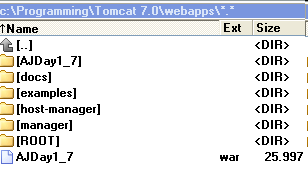 c:\Programming\Tomcat 7.0\webapps\*.*
Name Ext Size
[..] <DIR>
[AJDay1_7] <DIR>
[docs] <DIR>
[examples] <DIR>
[host-manager] <DIR>
[manager] <DIR>
[ROOT] <DIR>
AJDay1_7 war 25.997